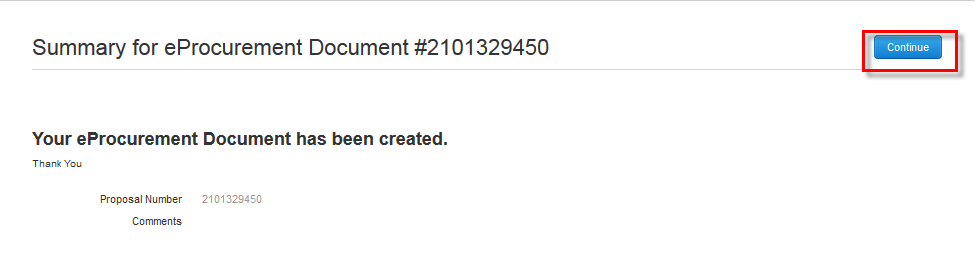 Summary for eProcurement Document #2101329450
Continue
Your eProcurement Document has been created.
Thank You
Proposal Number 2101329450
Comments